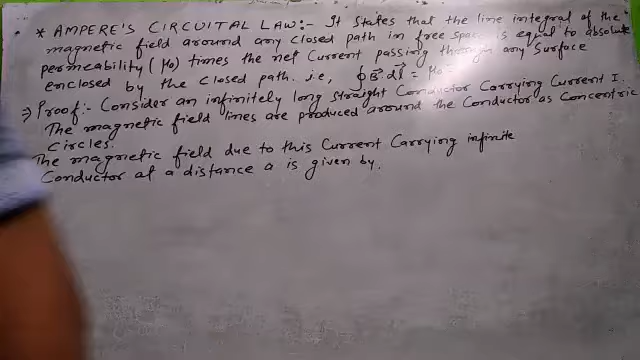 * AMPERE'S CIRCUITAL LAW:- It states that the line integral of the
magnetic field around any closed path in free space is equal to absolute
permeability (μ0) times the net Current passing through any Surface
enclosed by the closed path. i.e, ∮B⃗.dl⃗ = μ0
⇒ Proof:- Consider an infinitely long straight Conductor Carrying Current I.
The magnetic field lines are produced around the Conductor as Concentric
Circles.
The magnetic field due to this Current Carrying infinite
Conductor at a distance a is given by.